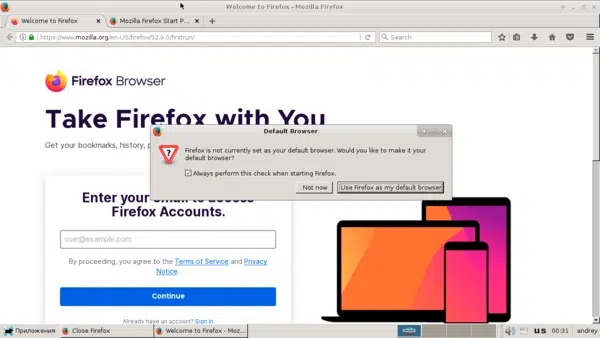 Welcome to Firefox - Mozilla Firefox
Welcome to Firefox
Mozilla Firefox Start P...
https://www.mozilla.org/en-US/firefox/52.9.0/firstrun/
Search
Firefox Browser
Take Firefox with You
Get your bookmarks, history, p
Default Browser
Firefox is not currently set as your default browser. Would you like to make it your
default browser?
Always perform this check when starting Firefox.
Not now
Use Firefox as my default browser
Enter your email to access
Firefox Accounts.
user@example.com
By proceeding, you agree to the Terms of Service and Privacy
Notice.
Continue
Already have an account? Sign in
Приложения
Close Firefox
Welcome to Firefox - Moz...
us
00:31
andrey